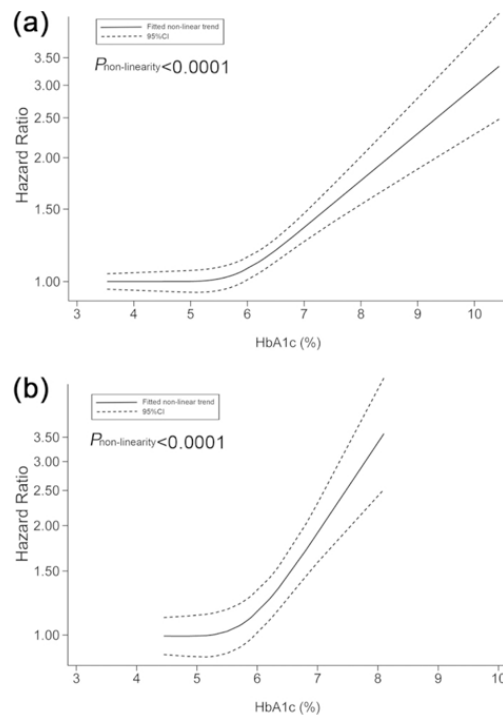 (a)
Fitted non-linear trend
95%CI
Pnon-linearity<0.0001
Hazard Ratio
3.50
3.00
2.50
2.00
1.50
1.00
3 4 5 6 7 8 9 10
HbA1c (%)
(b)
Fitted non-linear trend
95%CI
Pnon-linearity<0.0001
Hazard Ratio
3.50
3.00
2.50
2.00
1.50
1.00
3 4 5 6 7 8 9 10
HbA1c (%)